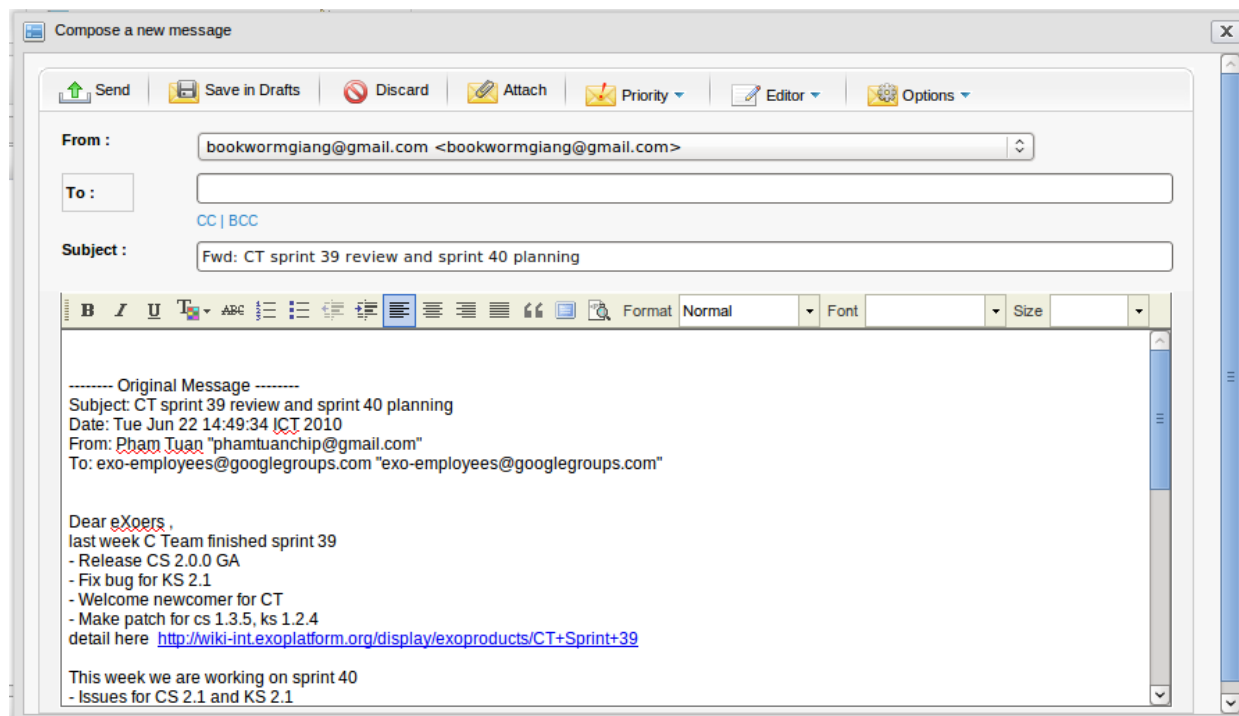 Compose a new message
X
Send Save in Drafts Discard Attach Priority Editor Options
From : bookwormgiang@gmail.com <bookwormgiang@gmail.com>
To :
CC | BCC
Subject : Fwd: CT sprint 39 review and sprint 40 planning
B I U T ABC Format Normal Font Size
-------- Original Message --------
Subject: CT sprint 39 review and sprint 40 planning
Date: Tue Jun 22 14:49:34 ICT 2010
From: Pham Tuan "phamtuanchip@gmail.com"
To: exo-employees@googlegroups.com "exo-employees@googlegroups.com"
Dear eXoers ,
last week C Team finished sprint 39
- Release CS 2.0.0 GA
- Fix bug for KS 2.1
- Welcome newcomer for CT
- Make patch for cs 1.3.5, ks 1.2.4
detail here http://wiki-int.exoplatform.org/display/exoproducts/CT+Sprint+39
This week we are working on sprint 40
- Issues for CS 2.1 and KS 2.1